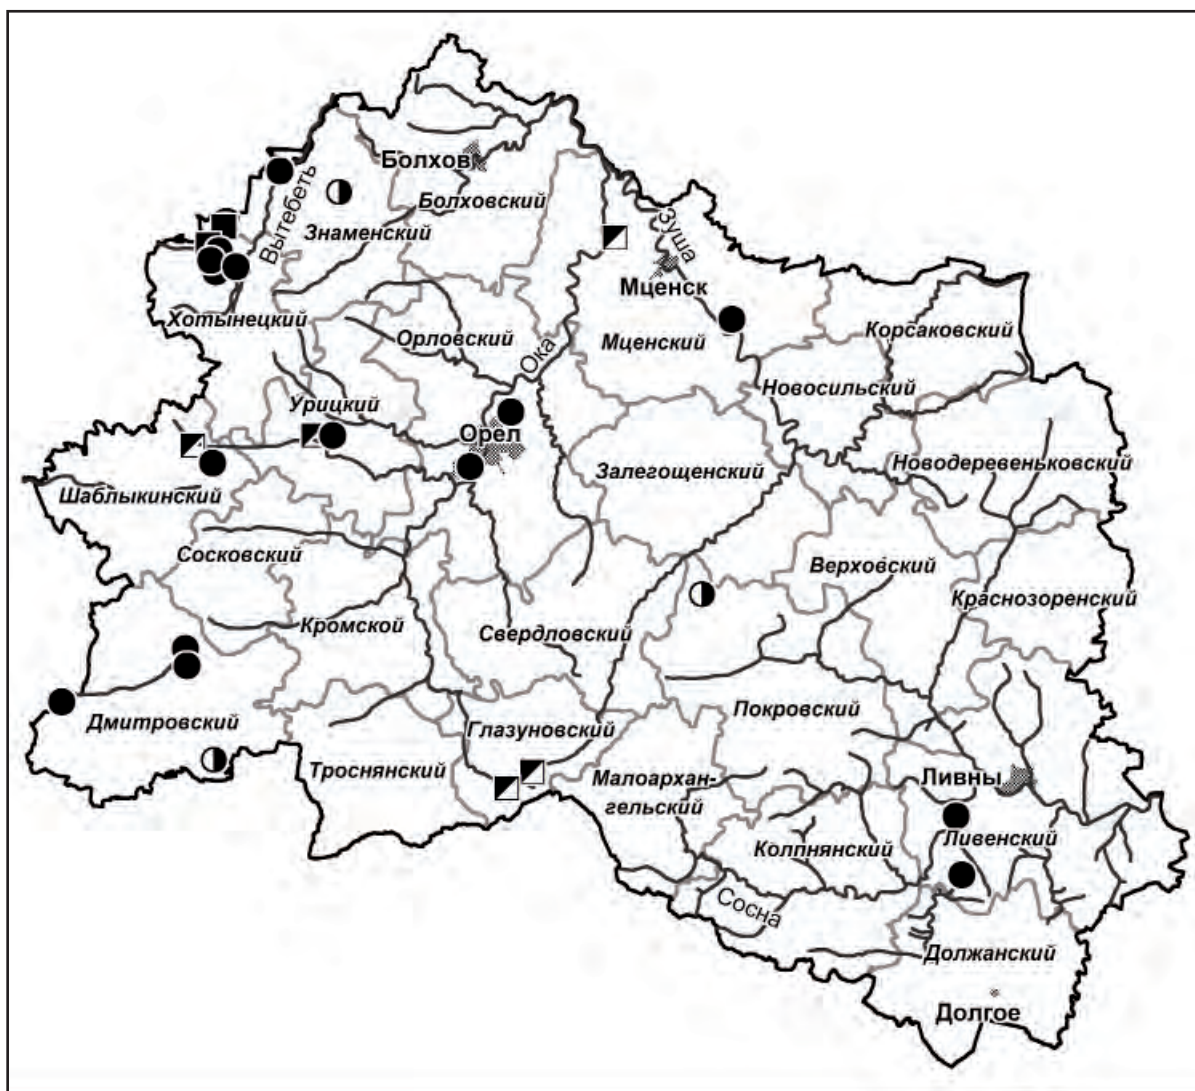 Болхов
Болховский
Вытебеть
Знаменский
Зуша
Мценск
Хотынецкий
Орловский
Ока
Мценский
Корсаковский
Новосильский
Урицкий
Орел
Залегощенский
Новодеревеньковский
Шаблыкинский
Сосковский
Верховский
Краснозоренский
Кромской
Свердловский
Дмитровский
Глазуновский
Покровский
Троснянский
Малоархан-
гельский
Ливны
Ливенский
Колпнянский
Сосна
Должанский
Долгое